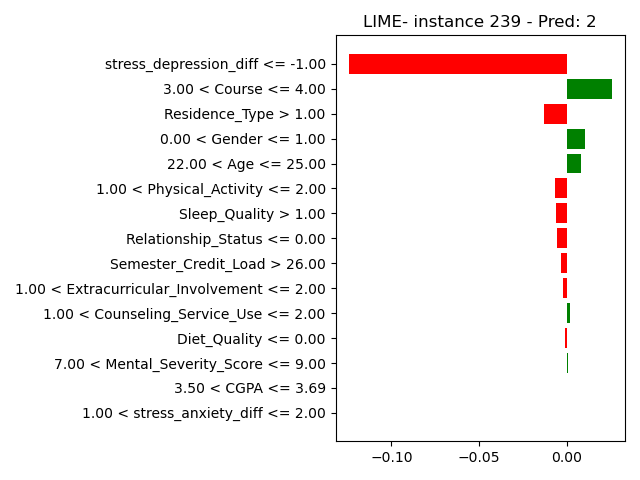 LIME- instance 239 - Pred: 2
stress_depression_diff <= -1.00
3.00 < Course <= 4.00
Residence_Type > 1.00
0.00 < Gender <= 1.00
22.00 < Age <= 25.00
1.00 < Physical_Activity <= 2.00
Sleep_Quality > 1.00
Relationship_Status <= 0.00
Semester_Credit_Load > 26.00
1.00 < Extracurricular_Involvement <= 2.00
1.00 < Counseling_Service_Use <= 2.00
Diet_Quality <= 0.00
7.00 < Mental_Severity_Score <= 9.00
3.50 < CGPA <= 3.69
1.00 < stress_anxiety_diff <= 2.00
−0.10 −0.05 0.00